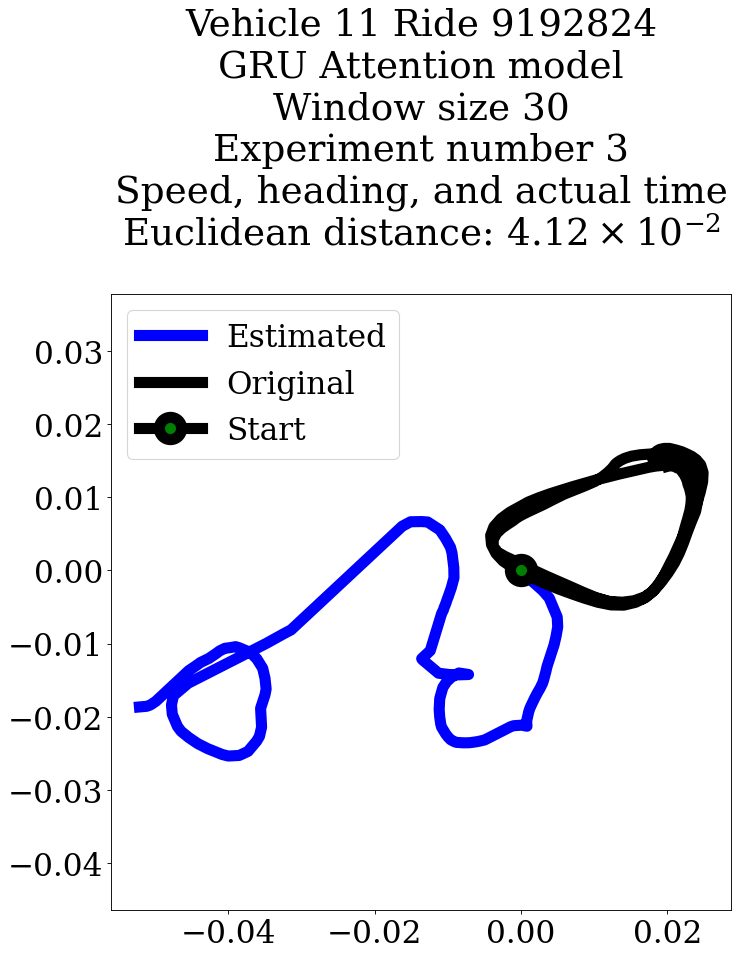 Vehicle 11 Ride 9192824
GRU Attention model
Window size 30
Experiment number 3
Speed, heading, and actual time
Euclidean distance: 4.12 × 10⁻²
Estimated
Original
Start
0.03
0.02
0.01
0.00
−0.01
−0.02
−0.03
−0.04
−0.04
−0.02
0.00
0.02